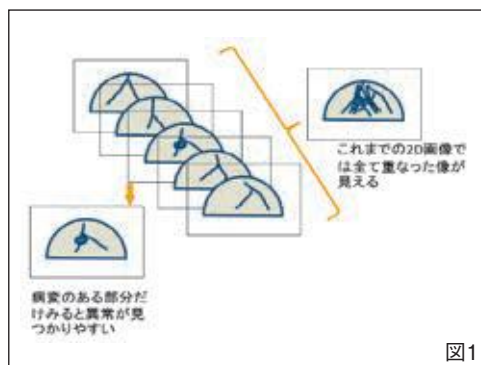 これまでの2D画像で
は全て重なった像が
見える
病変のある部分だ
けみると異常が見
つかりやすい
図1